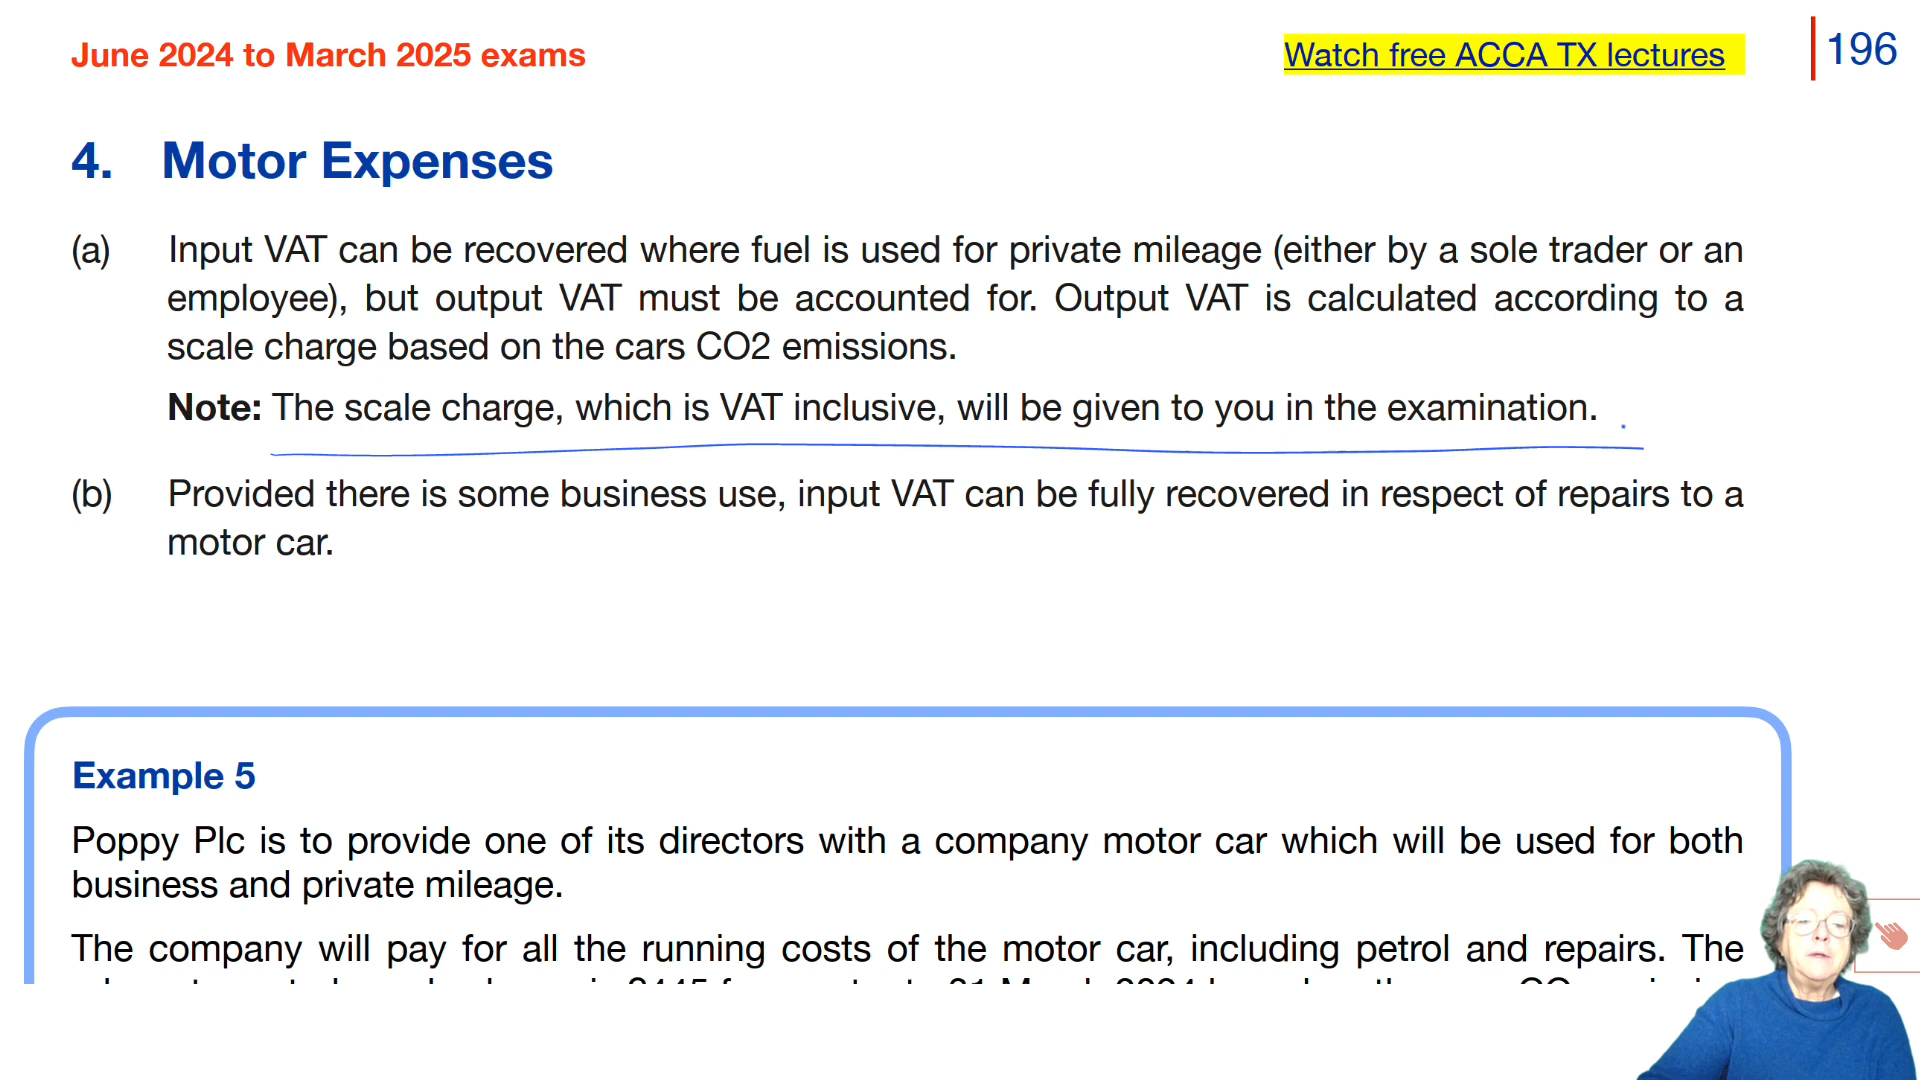 June 2024 to March 2025 exams
Watch free ACCA TX lectures
196
4. Motor Expenses
(a) Input VAT can be recovered where fuel is used for private mileage (either by a sole trader or an
employee), but output VAT must be accounted for. Output VAT is calculated according to a
scale charge based on the cars CO2 emissions.
Note: The scale charge, which is VAT inclusive, will be given to you in the examination.
(b) Provided there is some business use, input VAT can be fully recovered in respect of repairs to a
motor car.
Example 5
Poppy Plc is to provide one of its directors with a company motor car which will be used for both
business and private mileage.
The company will pay for all the running costs of the motor car, including petrol and repairs. The